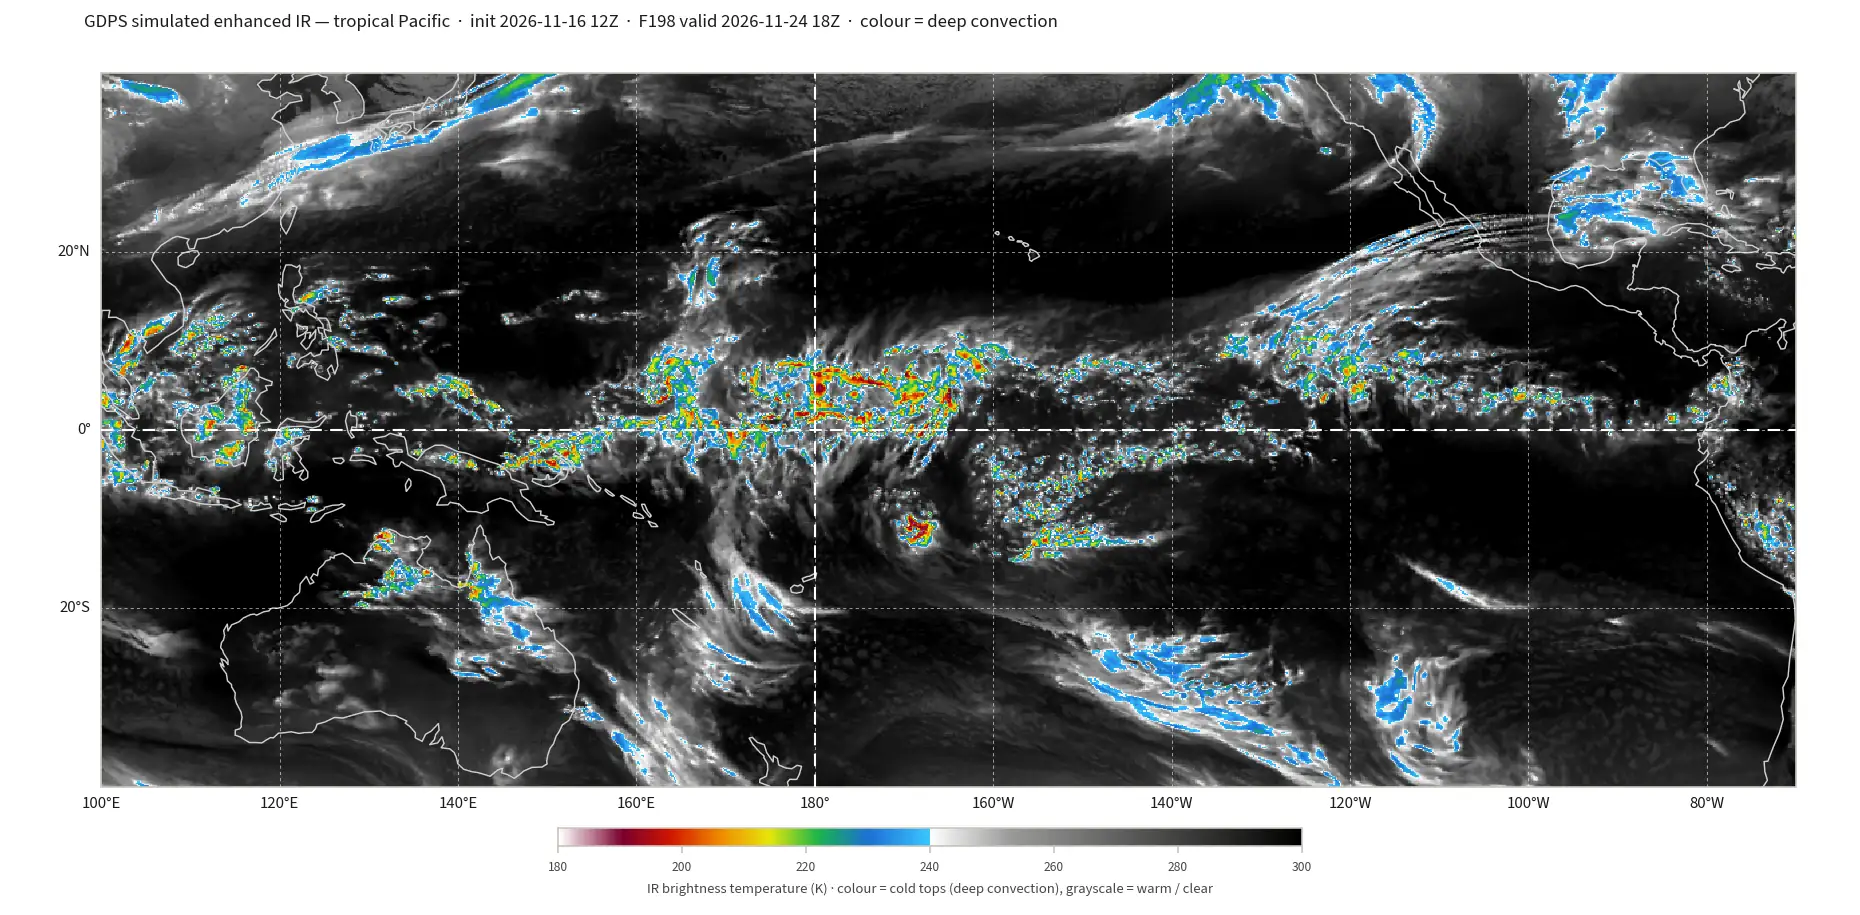 GDPS simulated enhanced IR — tropical Pacific · init 2026-11-16 12Z · F198 valid 2026-11-24 18Z · colour = deep convection
20°N
0°
20°S
100°E 120°E 140°E 160°E 180° 160°W 140°W 120°W 100°W 80°W
180 200 220 240 260 280 300
IR brightness temperature (K) · colour = cold tops (deep convection), grayscale = warm / clear